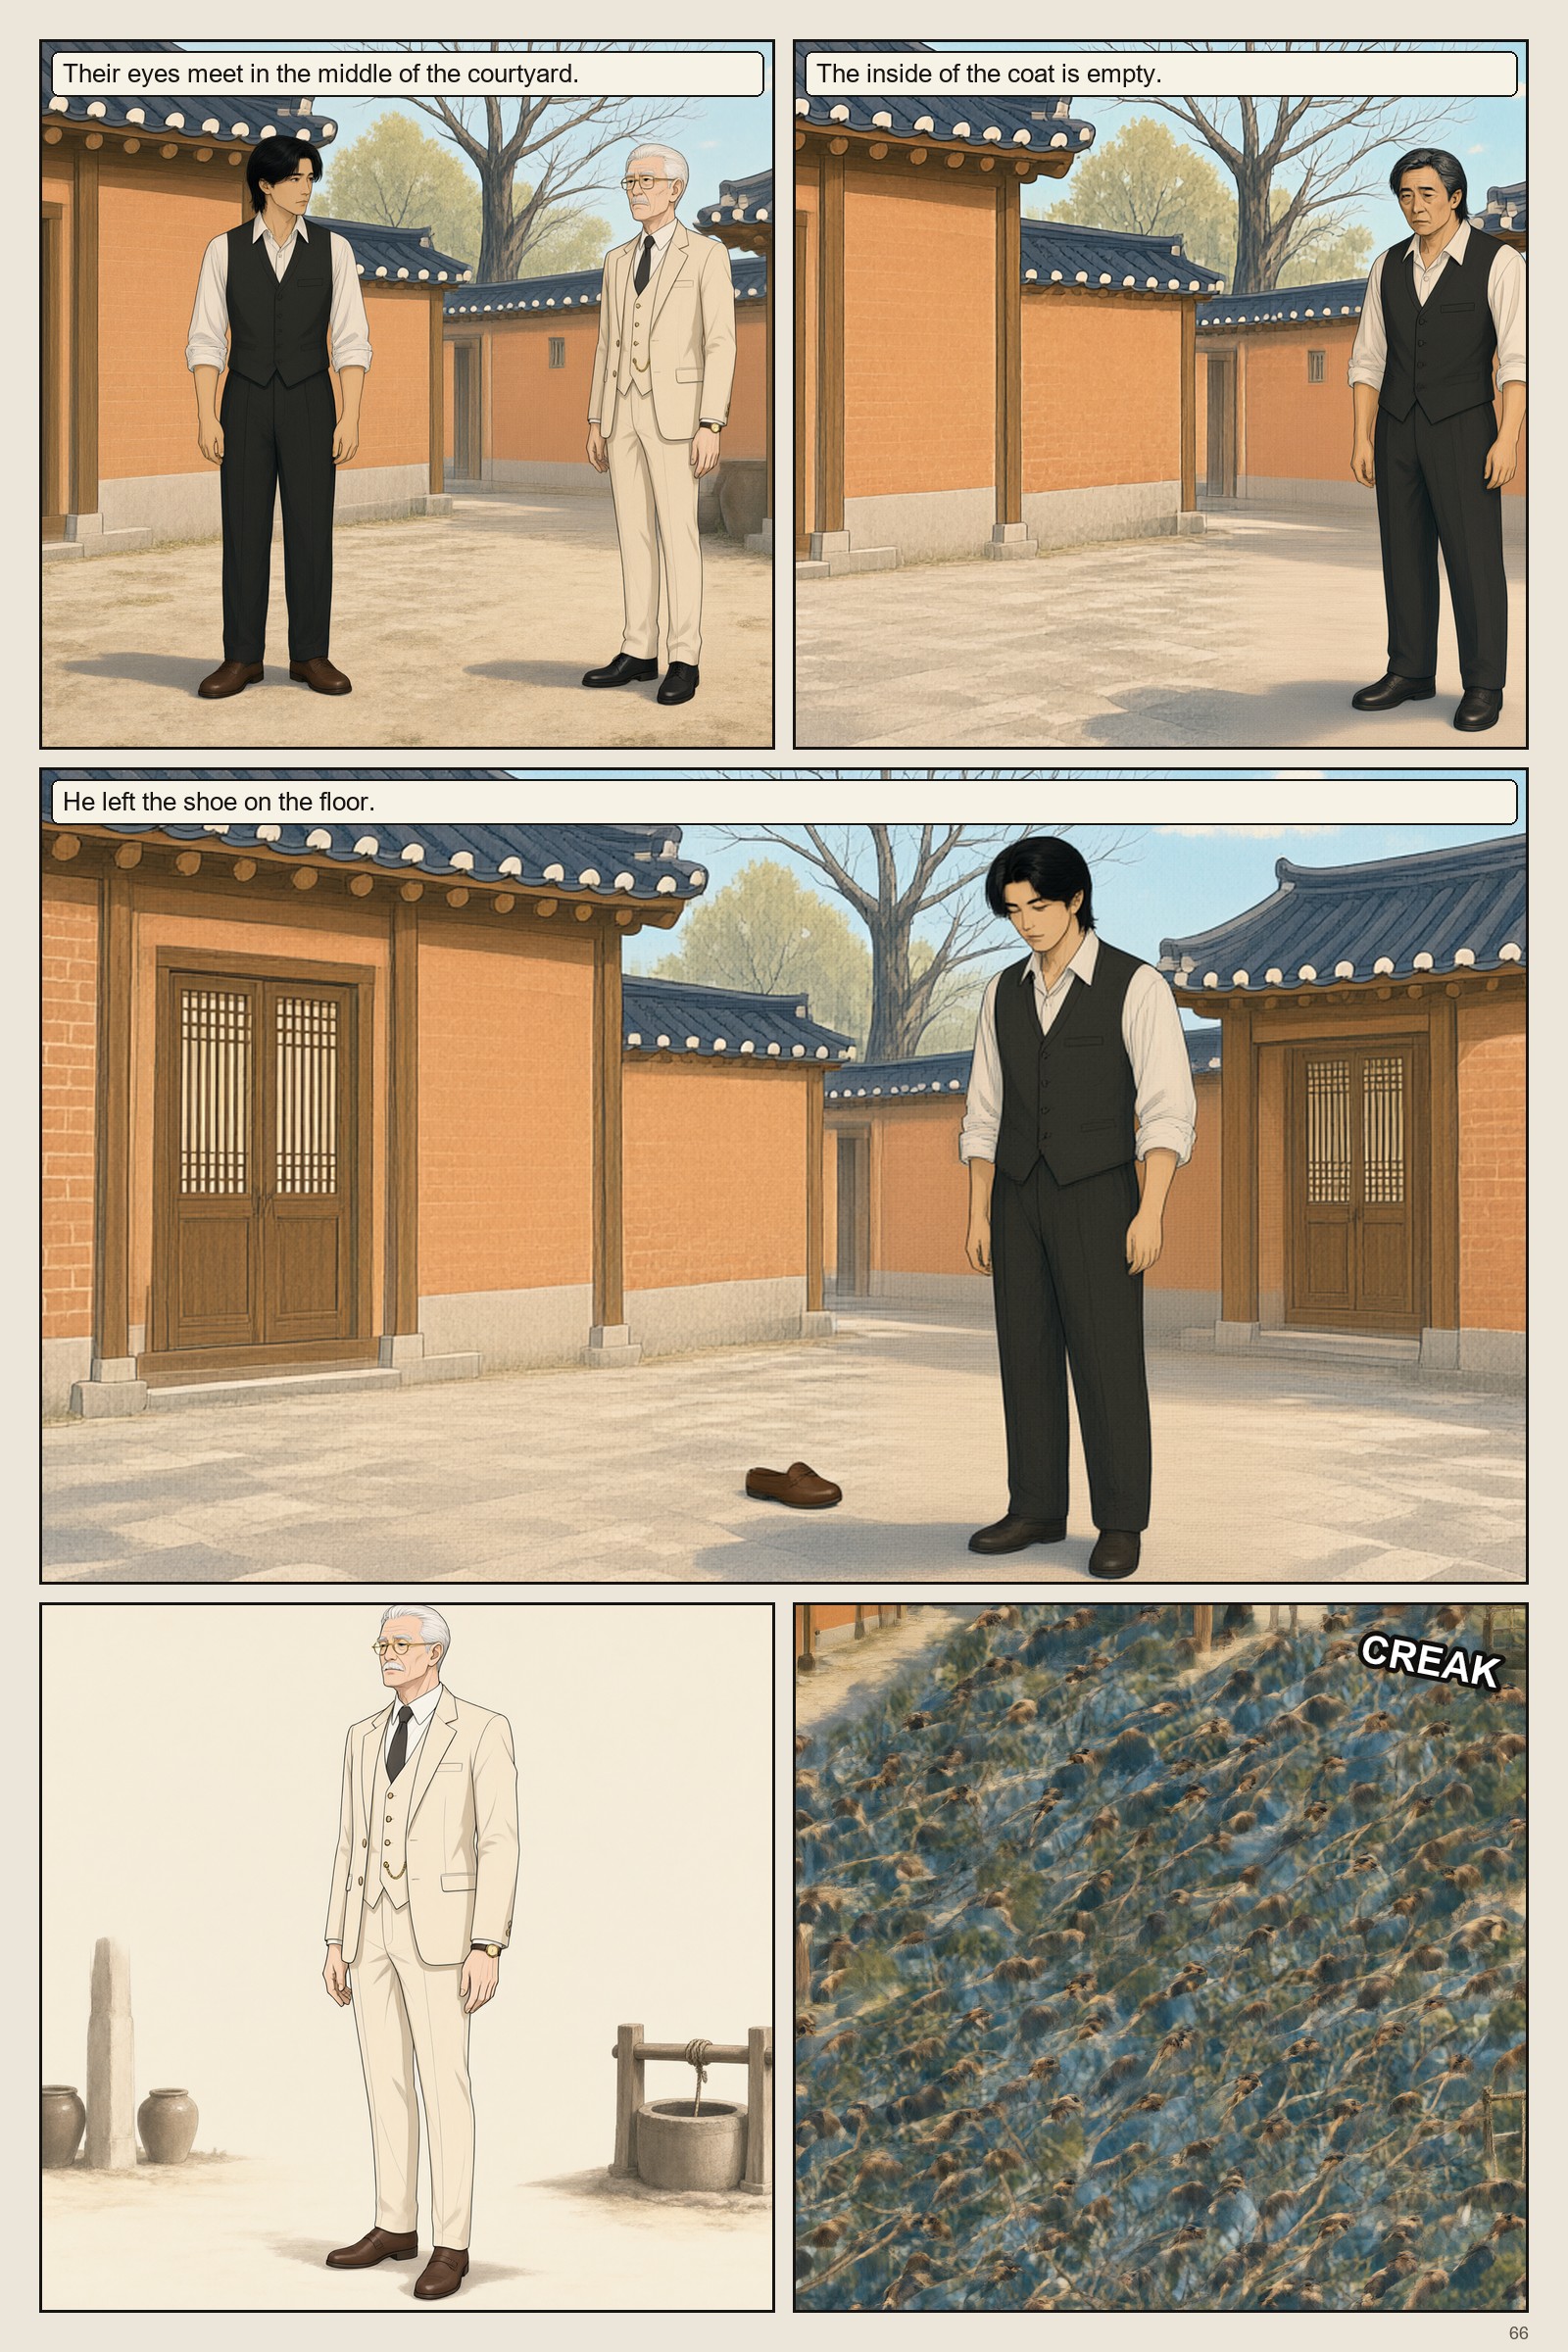 Their eyes meet in the middle of the courtyard.
The inside of the coat is empty.
He left the shoe on the floor.
CREAK
66